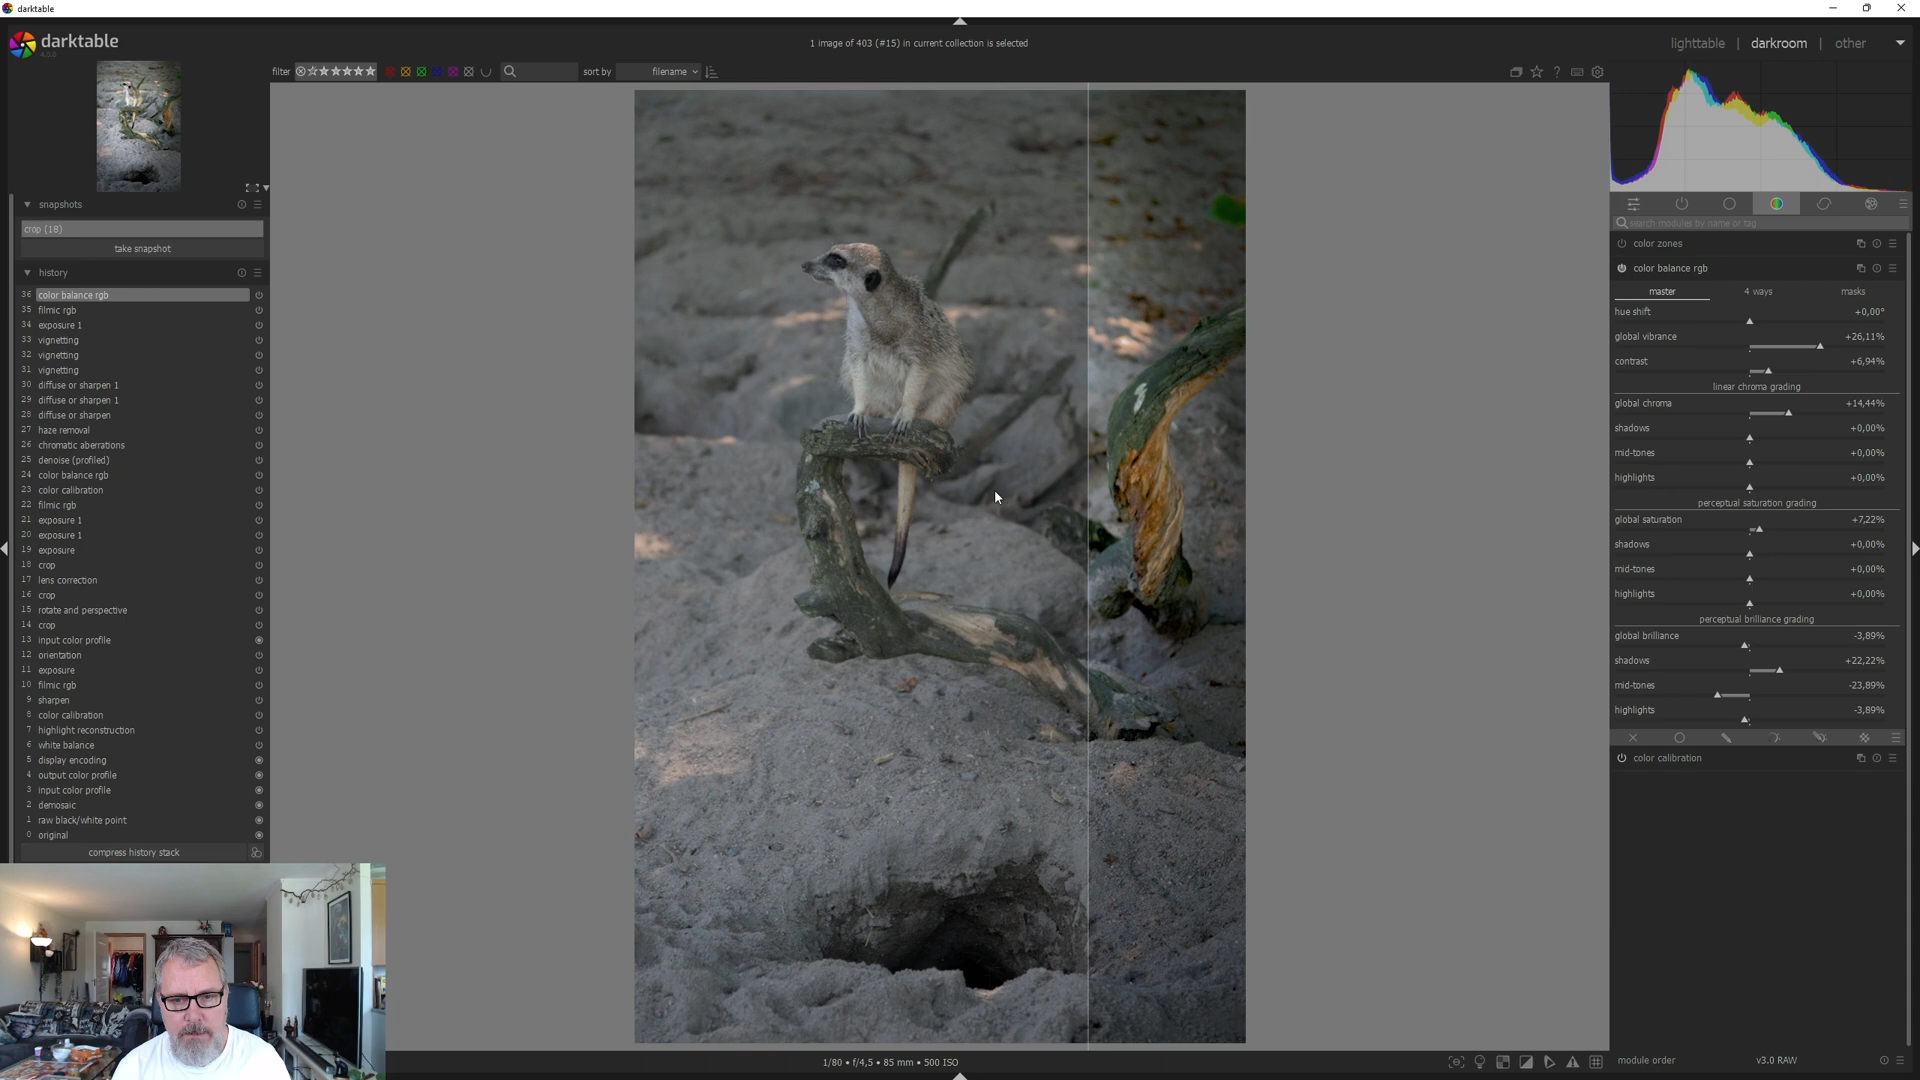 darktable
darktable
4.0.0
1 image of 403 (#15) in current collection is selected
lighttable | darkroom | other
filter
sort by filename
snapshots
crop (18)
take snapshot
history
36 color balance rgb
35 filmic rgb
34 exposure 1
33 vignetting
32 vignetting
31 vignetting
30 diffuse or sharpen 1
29 diffuse or sharpen 1
28 diffuse or sharpen
27 haze removal
26 chromatic aberrations
25 denoise (profiled)
24 color balance rgb
23 color calibration
22 filmic rgb
21 exposure 1
20 exposure 1
19 exposure
18 crop
17 lens correction
16 crop
15 rotate and perspective
14 crop
13 input color profile
12 orientation
11 exposure
10 filmic rgb
9 sharpen
8 color calibration
7 highlight reconstruction
6 white balance
5 display encoding
4 output color profile
3 input color profile
2 demosaic
1 raw black/white point
0 original
compress history stack
1/80 • f/4,5 • 85 mm • 500 ISO
search modules by name or tag
color zones
color balance rgb
master 4 ways masks
hue shift +0,00°
global vibrance +26,11%
contrast +6,94%
linear chroma grading
global chroma +14,44%
shadows +0,00%
mid-tones +0,00%
highlights +0,00%
perceptual saturation grading
global saturation +7,22%
shadows +0,00%
mid-tones +0,00%
highlights +0,00%
perceptual brilliance grading
global brilliance -3,89%
shadows +22,22%
mid-tones -23,89%
highlights -3,89%
color calibration
module order v3.0 RAW